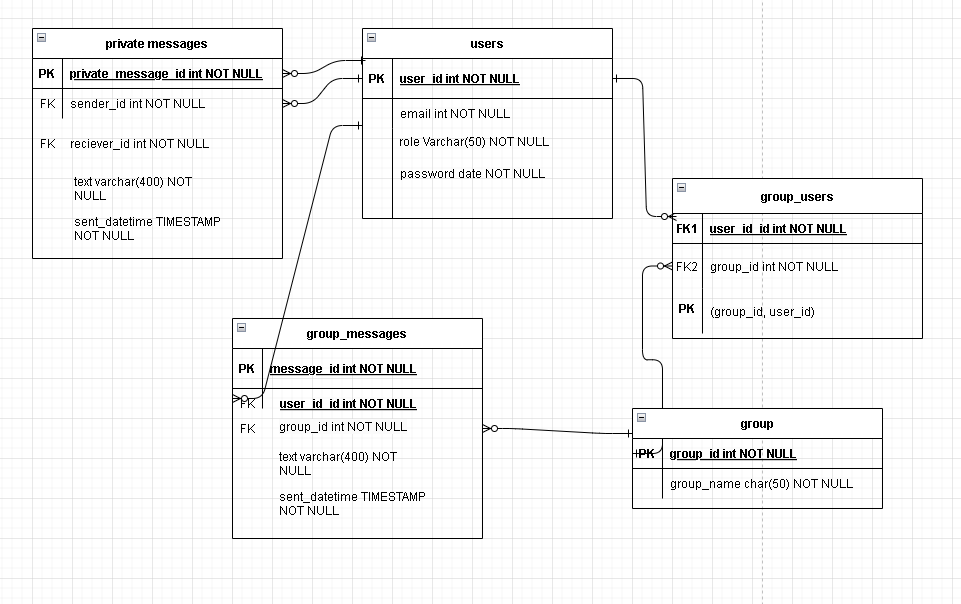 private messages
PK private_message_id int NOT NULL
FK sender_id int NOT NULL
FK reciever_id int NOT NULL
text varchar(400) NOT
NULL
sent_datetime TIMESTAMP
NOT NULL
users
PK user_id int NOT NULL
email int NOT NULL
role Varchar(50) NOT NULL
password date NOT NULL
group_users
FK1 user_id_id int NOT NULL
FK2 group_id int NOT NULL
PK (group_id, user_id)
group_messages
PK message_id int NOT NULL
FK user_id_id int NOT NULL
FK group_id int NOT NULL
text varchar(400) NOT
NULL
sent_datetime TIMESTAMP
NOT NULL
group
PK group_id int NOT NULL
group_name char(50) NOT NULL